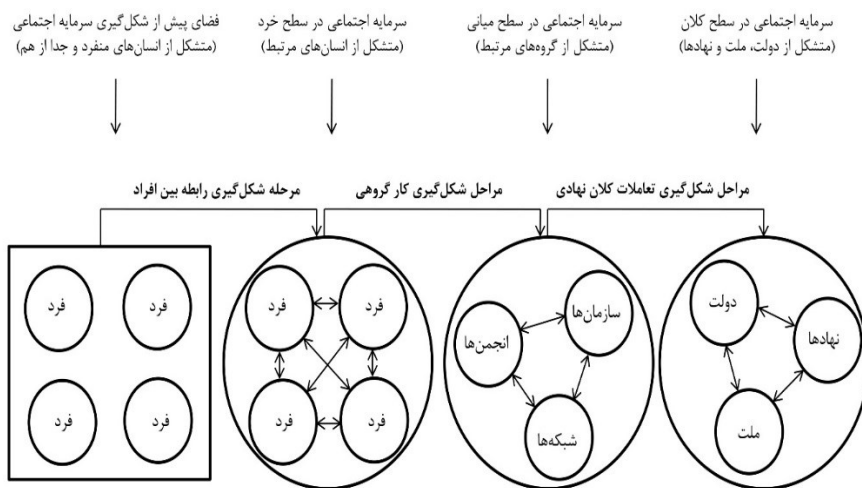 فضای پیش از شکل‌گیری سرمایه اجتماعی
(متشکل از انسان‌های منفرد و جدا از هم)
سرمایه اجتماعی در سطح خرد
(متشکل از انسان‌های مرتبط)
سرمایه اجتماعی در سطح میانی
(متشکل از گروه‌های مرتبط)
سرمایه اجتماعی در سطح کلان
(متشکل از دولت، ملت و نهادها)
مرحله شکل‌گیری رابطه بین افراد
مراحل شکل‌گیری کار گروهی
مراحل شکل‌گیری تعاملات کلان نهادی
فرد
فرد
فرد
فرد
فرد
فرد
فرد
فرد
سازمان‌ها
انجمن‌ها
شبکه‌ها
دولت
نهادها
ملت